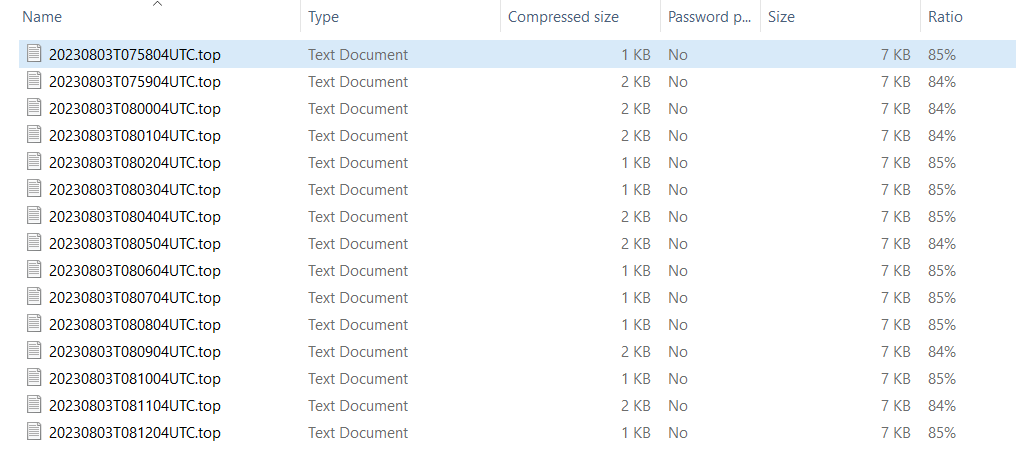 Name Type Compressed size Password p... Size Ratio
20230803T075804UTC.top Text Document 1 KB No 7 KB 85%
20230803T075904UTC.top Text Document 2 KB No 7 KB 84%
20230803T080004UTC.top Text Document 2 KB No 7 KB 84%
20230803T080104UTC.top Text Document 2 KB No 7 KB 84%
20230803T080204UTC.top Text Document 1 KB No 7 KB 85%
20230803T080304UTC.top Text Document 1 KB No 7 KB 85%
20230803T080404UTC.top Text Document 2 KB No 7 KB 85%
20230803T080504UTC.top Text Document 2 KB No 7 KB 84%
20230803T080604UTC.top Text Document 1 KB No 7 KB 85%
20230803T080704UTC.top Text Document 1 KB No 7 KB 85%
20230803T080804UTC.top Text Document 1 KB No 7 KB 85%
20230803T080904UTC.top Text Document 2 KB No 7 KB 84%
20230803T081004UTC.top Text Document 1 KB No 7 KB 85%
20230803T081104UTC.top Text Document 2 KB No 7 KB 84%
20230803T081204UTC.top Text Document 1 KB No 7 KB 85%